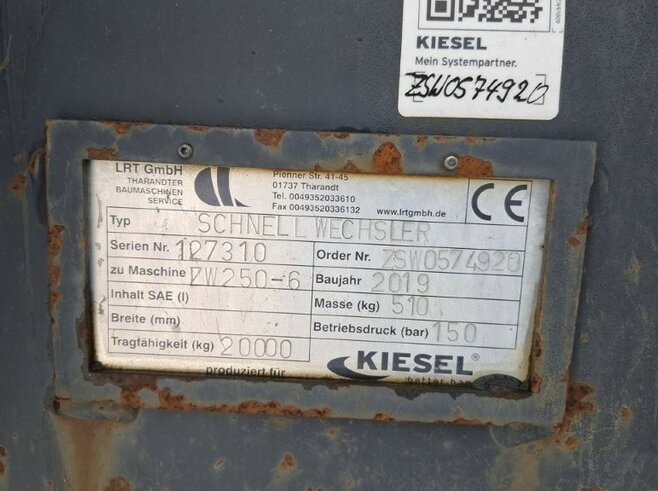 KIESEL
Mein Systempartner.
ZSW0574920
LRT GmbH
THARANDTER
BAUMASCHINEN
SERVICE
Pienner Str. 41-45
01737 Tharandt
Tel. 0049352033610
Fax 00493520336132
www.lrtgmbh.de
CE
Typ SCHNELLWECHSLER
Serien Nr. 127310
Order Nr. ZSW0574920
zu Maschine ZW250-6
Baujahr 2019
Inhalt SAE (l)
Masse (kg) 510
Breite (mm)
Betriebsdruck (bar) 150
Tragfähigkeit (kg) 20000
produziert für
KIESEL®